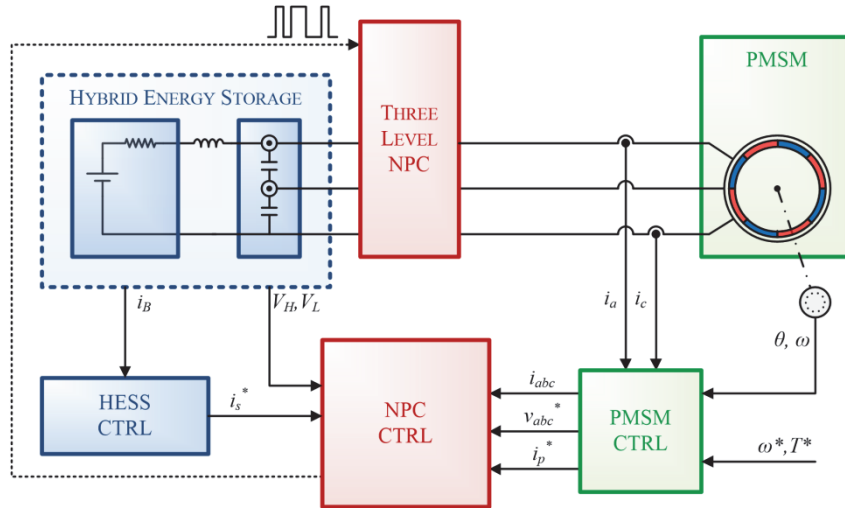 PMSM
HYBRID ENERGY STORAGE
THREE
LEVEL
NPC
i_B
V_H, V_L
i_a
i_c
θ, ω
HESS
CTRL
i_s*
NPC
CTRL
i_abc
v_abc*
i_p*
PMSM
CTRL
ω*,T*